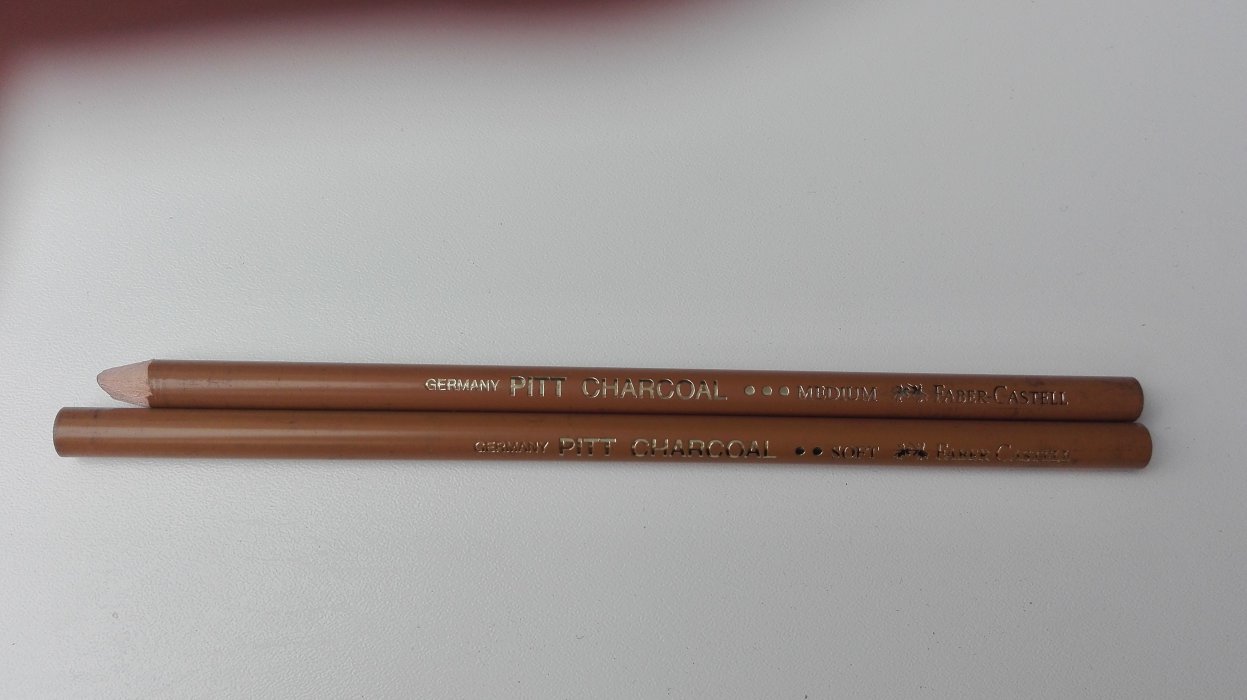 GERMANY PITT CHARCOAL ●●● MEDIUM FABER-CASTELL
GERMANY PITT CHARCOAL ●● SOFT FABER-CASTELL